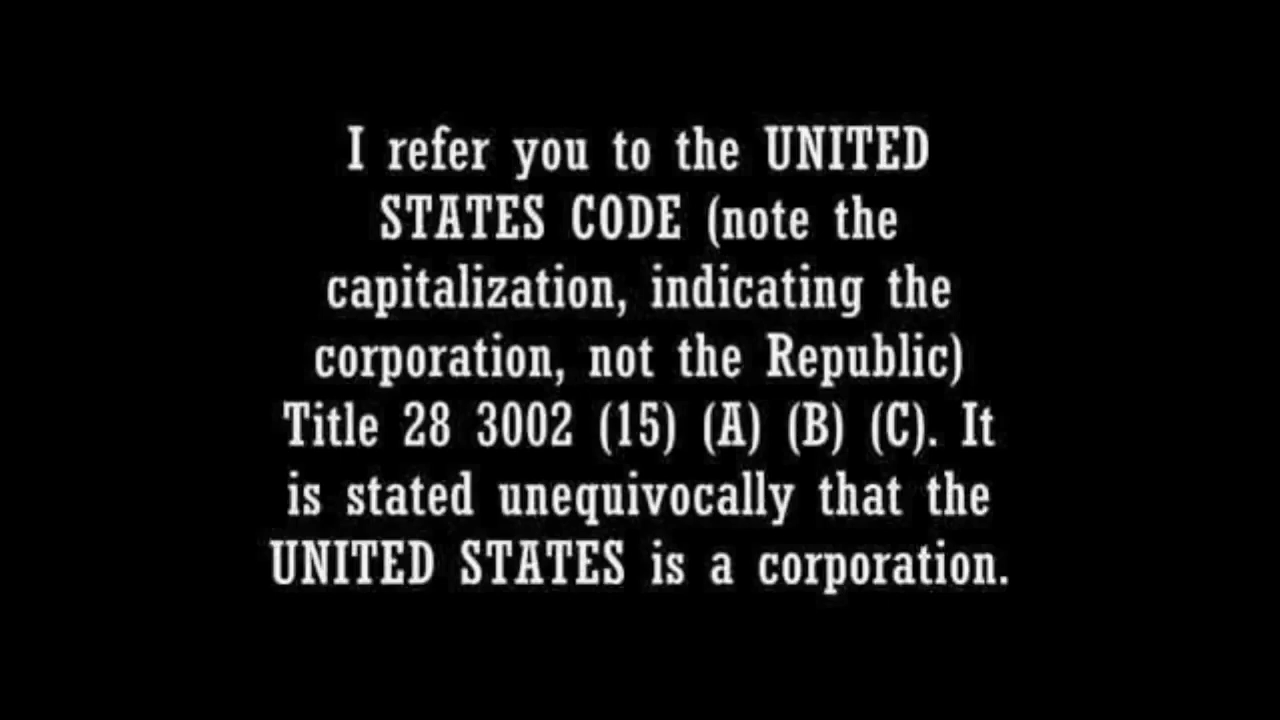 I refer you to the UNITED
STATES CODE (note the
capitalization, indicating the
corporation, not the Republic)
Title 28 3002 (15) (A) (B) (C). It
is stated unequivocally that the
UNITED STATES is a corporation.